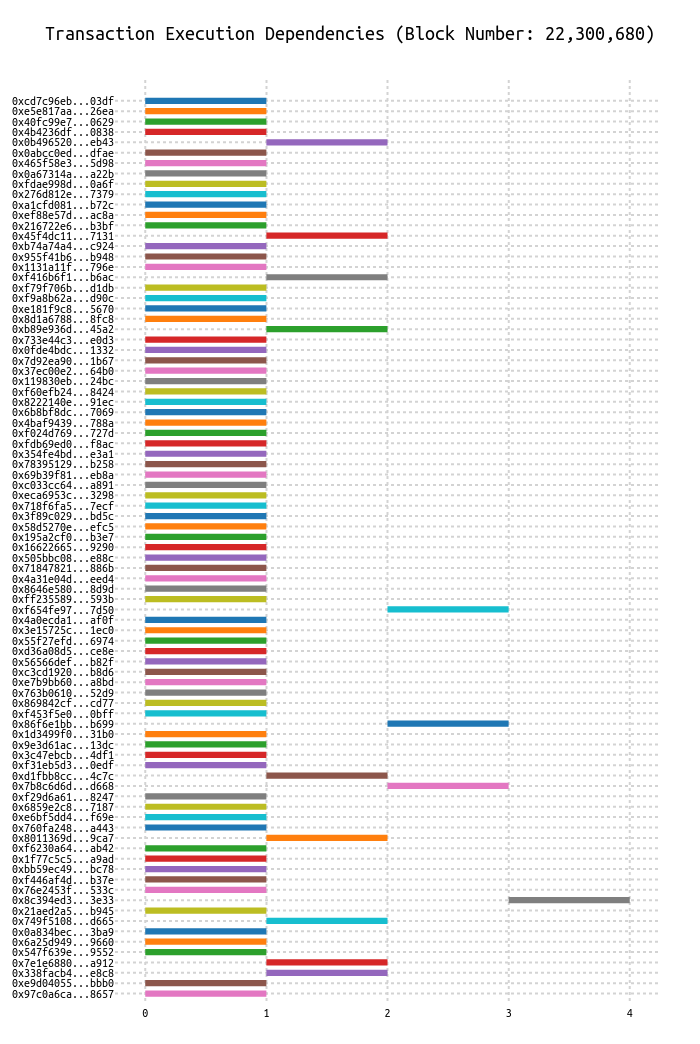 Transaction Execution Dependencies (Block Number: 22,300,680)
0xcd7c96eb...03df
0xe5e817aa...26ea
0x40fc99e7...0629
0x4b4236df...0838
0x0b496520...eb43
0x0abcc0ed...dfae
0x465f58e3...5d98
0x0a67314a...a22b
0xfdae998d...0a6f
0x276d812e...7379
0xa1cfd081...b72c
0xef88e57d...ac8a
0x216722e6...b3bf
0x45f4dc11...7131
0xb74a74a4...c924
0x955f41b6...b948
0x1131a11f...796e
0xf416b6f1...b6ac
0xf79f706b...d1db
0xf9a8b62a...d90c
0xe181f9c8...5670
0x8d1a6788...8fc8
0xb89e936d...45a2
0x733e44c3...e0d3
0x0fde4bdc...1332
0x7d92ea90...1b67
0x37ec00e2...64b0
0x119830eb...24bc
0xf60efb24...8424
0x8222140e...91ec
0x6b8bf8dc...7069
0x4baf9439...788a
0xf024d769...727d
0xfdb69ed0...f8ac
0x354fe4bd...e3a1
0x78395129...b258
0x69b39f81...eb8a
0xc033cc64...a891
0xeca6953c...3298
0x718f6fa5...7ecf
0x3f89c029...bd5c
0x58d5270e...efc5
0x195a2cf0...b3e7
0x16622665...9290
0x505bbc08...e88c
0x71847821...886b
0x4a31e04d...eed4
0x8646e580...8d9d
0xff235589...593b
0xf654fe97...7d50
0x4a0ecda1...af0f
0x3e15725c...1ec0
0x55f27efd...6974
0xd36a08d5...ce8e
0x56566def...b82f
0xc3cd1920...b8d6
0xe7b9bb60...a8bd
0x763b0610...52d9
0x869842cf...cd77
0xf453f5e0...0bff
0x86f6e1bb...b699
0x1d3499f0...31b0
0x9e3d61ac...13dc
0x3c47ebcb...4df1
0xf31eb5d3...0edf
0xd1fbb8cc...4c7c
0x7b8c6d6d...d668
0xf29d6a61...8247
0x6859e2c8...7187
0xe6bf5dd4...f69e
0x760fa248...a443
0x8011369d...9ca7
0xf6230a64...ab42
0x1f77c5c5...a9ad
0xbb59ec49...bc78
0xf446af4d...b37e
0x76e2453f...533c
0x8c394ed3...3e33
0x21aed2a5...b945
0x749f5108...d665
0x0a834bec...3ba9
0x6a25d949...9660
0x547f639e...9552
0x7e1e6880...a912
0x338facb4...e8c8
0xe9d04055...bbb0
0x97c0a6ca...8657
0 1 2 3 4